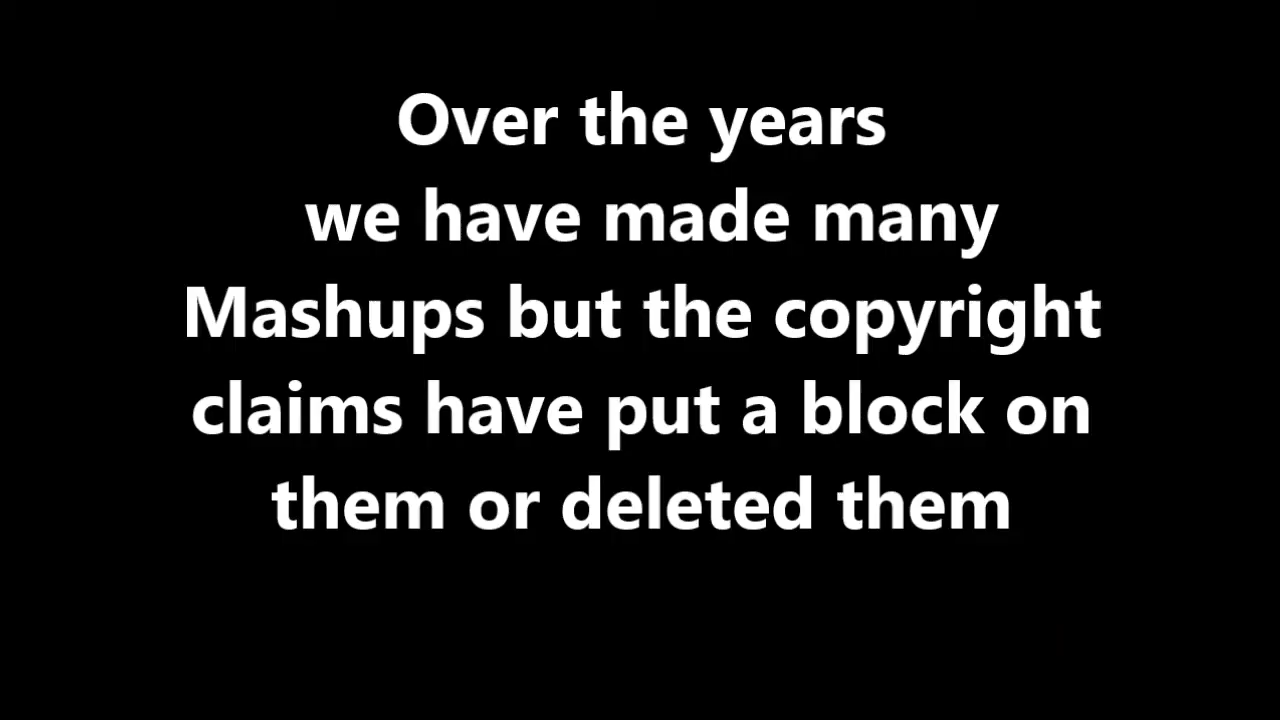 Over the years
we have made many
Mashups but the copyright
claims have put a block on
them or deleted them